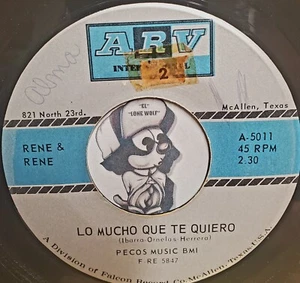 Alma
ARV
INTERNATIONAL
2
821 North 23rd.
McAllen, Texas
"EL"
"LONE WOLF"
RENE &
RENE
A-5011
45 RPM
2.30
LO MUCHO QUE TE QUIERO
(Ibarra-Ornelas-Herrera)
PECOS MUSIC BMI
F RE 5847
A Division of Falcon Record Co McAllen, Texas U.S.A.